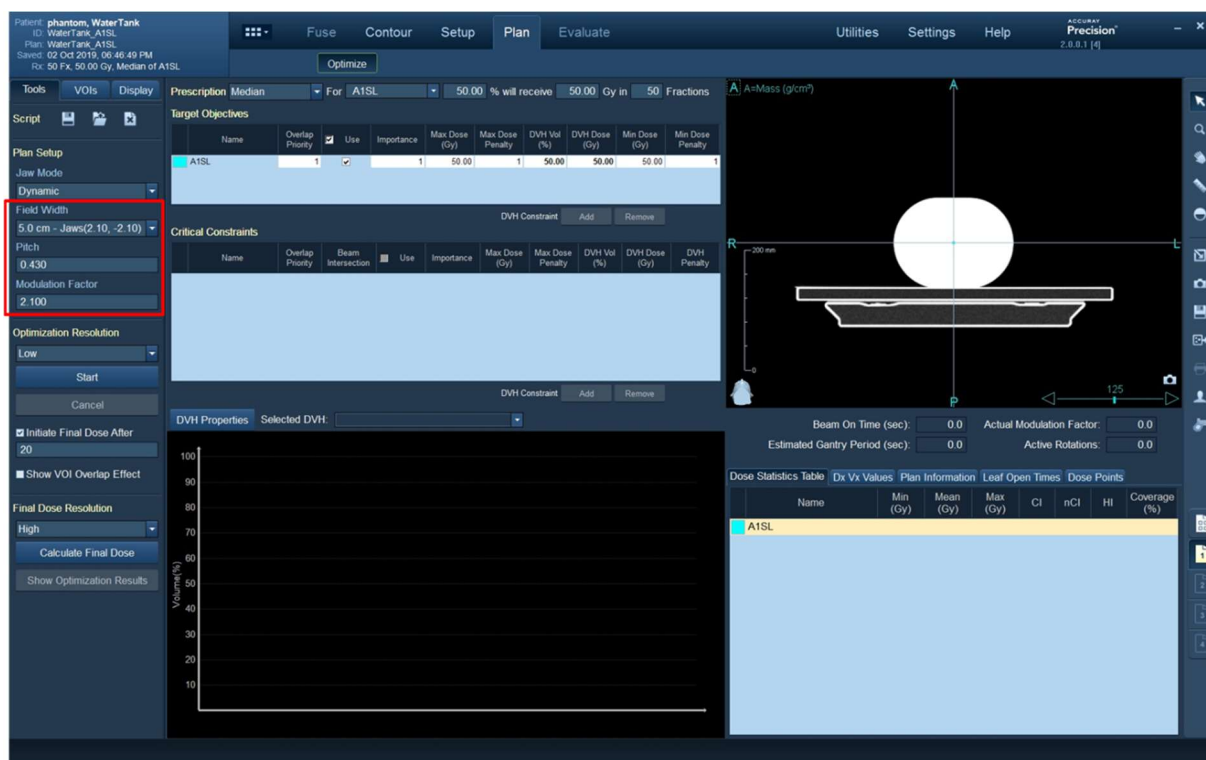 Patient: phantom, WaterTank
ID: WaterTank_A1SL
Plan: WaterTank_A1SL
Saved: 02 Oct 2019, 06:46:49 PM
Rx: 50 Fx, 50.00 Gy, Median of A1SL
Fuse Contour Setup Plan Evaluate
Utilities Settings Help
ACCURAY
Precision
2.0.0.1 [4]
Optimize
Tools VOIs Display
Script
Plan Setup
Jaw Mode
Dynamic
Field Width
5.0 cm - Jaws(2.10, -2.10)
Pitch
0.430
Modulation Factor
2.100
Optimization Resolution
Low
Start
Cancel
Initiate Final Dose After
20
Show VOI Overlap Effect
Final Dose Resolution
High
Calculate Final Dose
Show Optimization Results
Prescription Median For A1SL 50.00 % will receive 50.00 Gy in 50 Fractions
Target Objectives
Name Overlap Priority Use Importance Max Dose (Gy) Max Dose Penalty DVH Vol (%) DVH Dose (Gy) Min Dose (Gy) Min Dose Penalty
A1SL 1 1 50.00 1 50.00 50.00 50.00 1
DVH Constraint Add Remove
Critical Constraints
Name Overlap Priority Beam Intersection Use Importance Max Dose (Gy) Max Dose Penalty DVH Vol (%) DVH Dose (Gy) DVH Penalty
DVH Constraint Add Remove
DVH Properties Selected DVH:
100
90
80
70
60
50
40
30
20
10
Volume(%)
A A=Mass (g/cm³)
A
R
L
P
200 mm
0
125
Beam On Time (sec): 0.0 Actual Modulation Factor: 0.0
Estimated Gantry Period (sec): 0.0 Active Rotations: 0.0
Dose Statistics Table Dx Vx Values Plan Information Leaf Open Times Dose Points
Name Min (Gy) Mean (Gy) Max (Gy) CI nCI HI Coverage (%)
A1SL
1
2
3
4